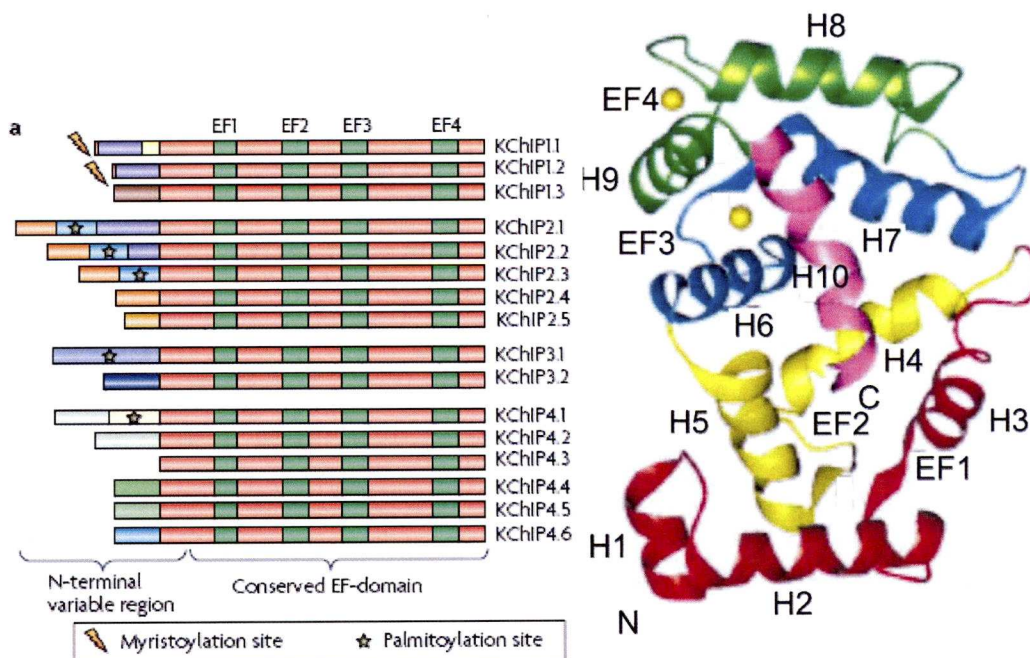 a
EF1 EF2 EF3 EF4
KChIP1.1
KChIP1.2
KChIP1.3
KChIP2.1
KChIP2.2
KChIP2.3
KChIP2.4
KChIP2.5
KChIP3.1
KChIP3.2
KChIP4.1
KChIP4.2
KChIP4.3
KChIP4.4
KChIP4.5
KChIP4.6
N-terminal
variable region
Conserved EF-domain
Myristoylation site
Palmitoylation site
H8
EF4
H9
EF3
H7
H10
H6
H4
C
H5
EF2
H3
EF1
H1
H2
N